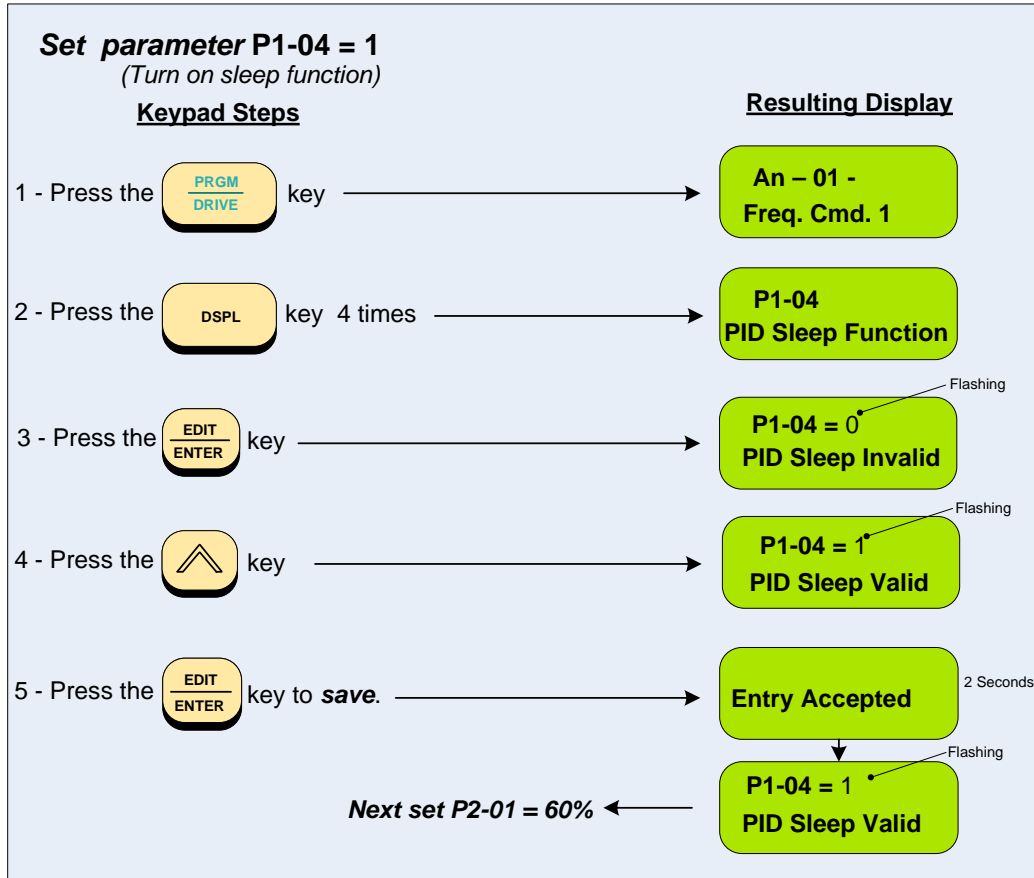 Set parameter P1-04 = 1
(Turn on sleep function)
Keypad Steps
Resulting Display
1 - Press the PRGM DRIVE key
An – 01 -
Freq. Cmd. 1
2 - Press the DSPL key 4 times
P1-04
PID Sleep Function
3 - Press the EDIT ENTER key
Flashing
P1-04 = 0
PID Sleep Invalid
4 - Press the key
Flashing
P1-04 = 1
PID Sleep Valid
5 - Press the EDIT ENTER key to save.
Entry Accepted
2 Seconds
Flashing
P1-04 = 1
PID Sleep Valid
Next set P2-01 = 60%